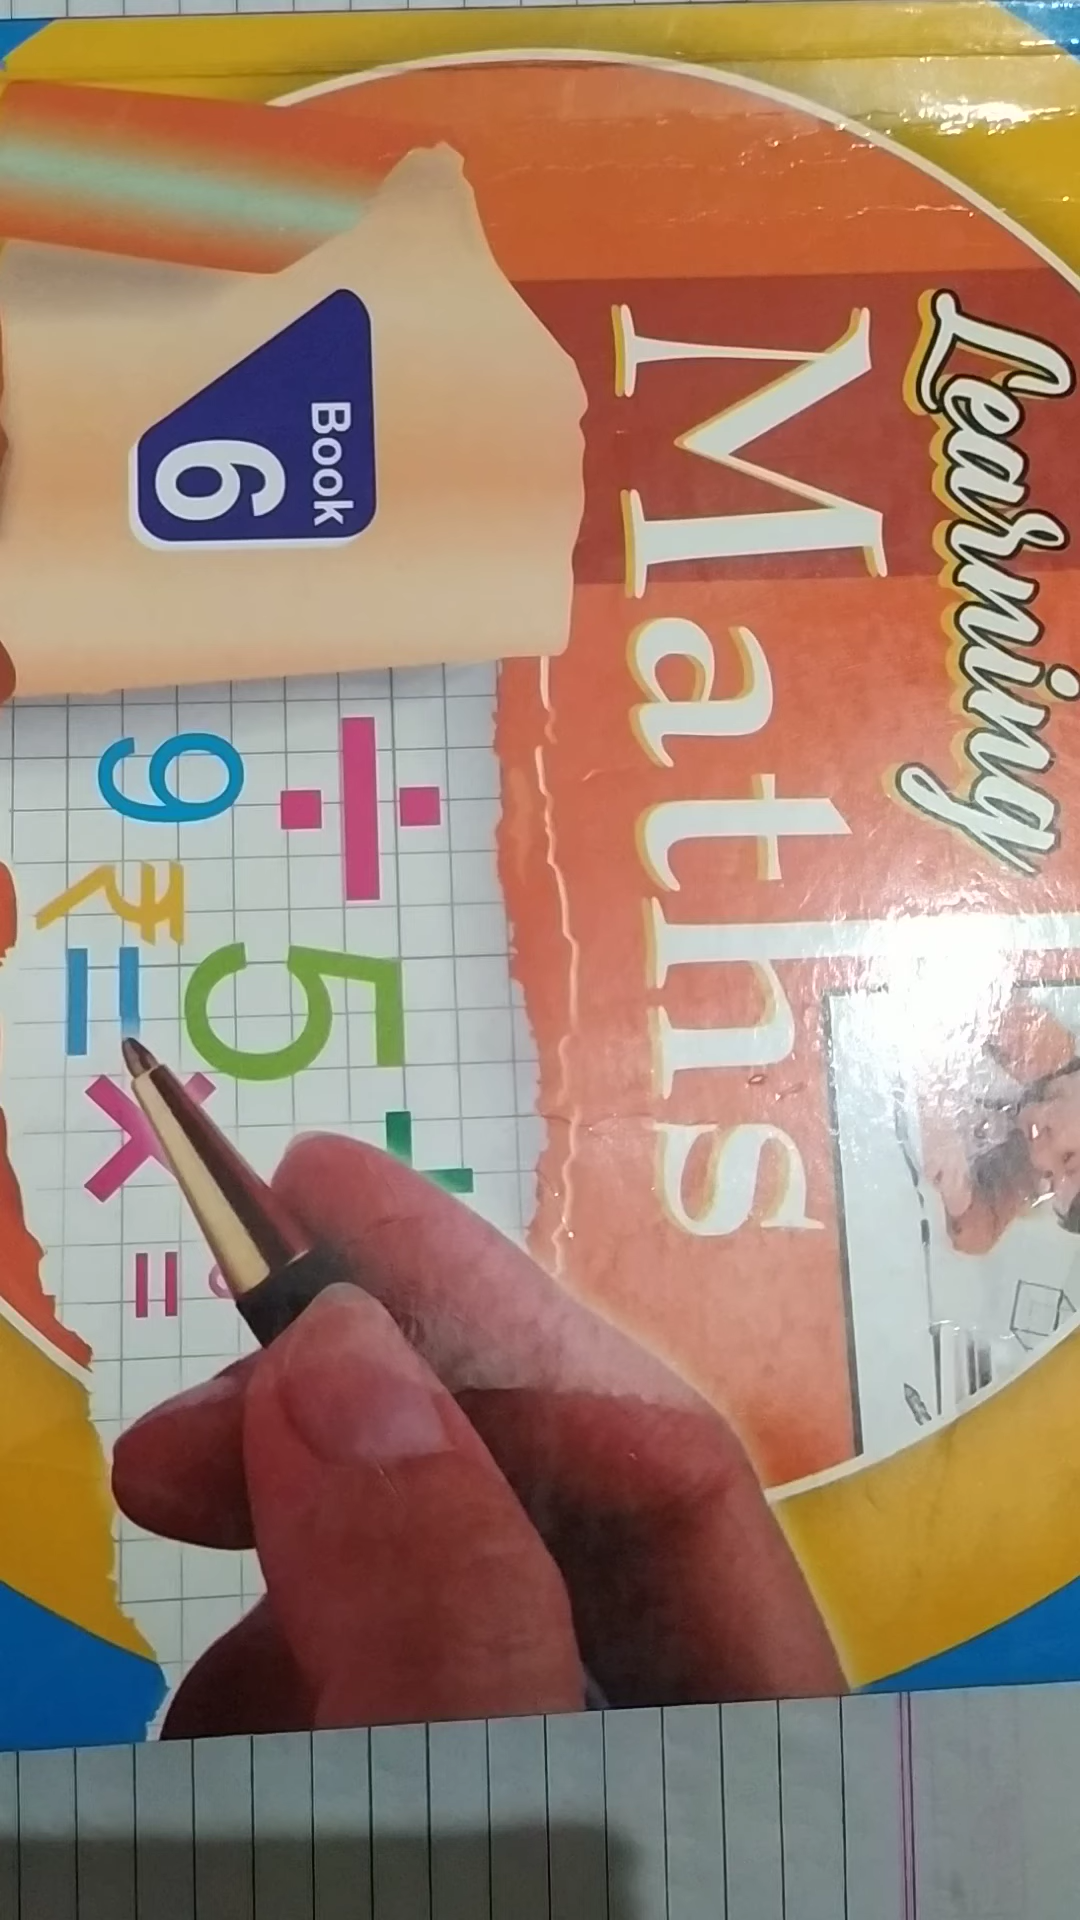 Learning
Maths
Book
6
÷ 5 +
9 ₹ = ×
=